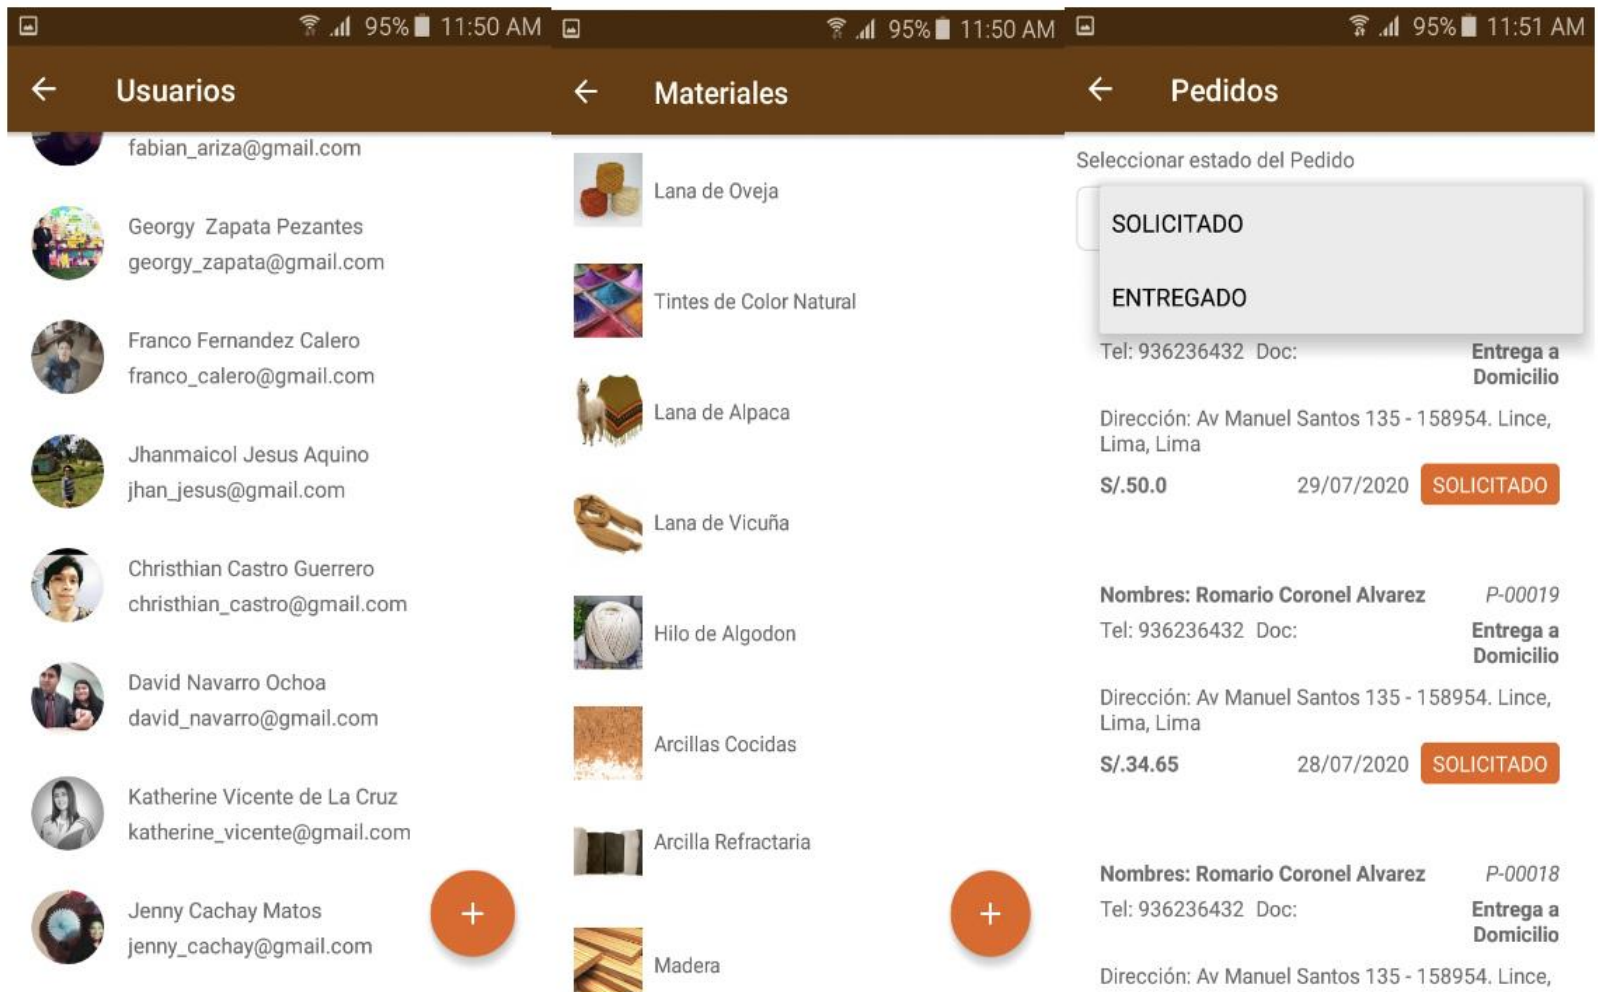 95% 11:50 AM
Usuarios
fabian_ariza@gmail.com
Georgy Zapata Pezantes
georgy_zapata@gmail.com
Franco Fernandez Calero
franco_calero@gmail.com
Jhanmaicol Jesus Aquino
jhan_jesus@gmail.com
Christhian Castro Guerrero
christhian_castro@gmail.com
David Navarro Ochoa
david_navarro@gmail.com
Katherine Vicente de La Cruz
katherine_vicente@gmail.com
Jenny Cachay Matos
jenny_cachay@gmail.com
+
95% 11:50 AM
Materiales
Lana de Oveja
Tintes de Color Natural
Lana de Alpaca
Lana de Vicuña
Hilo de Algodon
Arcillas Cocidas
Arcilla Refractaria
Madera
+
95% 11:51 AM
Pedidos
Seleccionar estado del Pedido
SOLICITADO
ENTREGADO
Tel: 936236432 Doc: Entrega a
Domicilio
Dirección: Av Manuel Santos 135 - 158954. Lince,
Lima, Lima
S/.50.0 29/07/2020 SOLICITADO
Nombres: Romario Coronel Alvarez P-00019
Tel: 936236432 Doc: Entrega a
Domicilio
Dirección: Av Manuel Santos 135 - 158954. Lince,
Lima, Lima
S/.34.65 28/07/2020 SOLICITADO
Nombres: Romario Coronel Alvarez P-00018
Tel: 936236432 Doc: Entrega a
Domicilio
Dirección: Av Manuel Santos 135 - 158954. Lince,